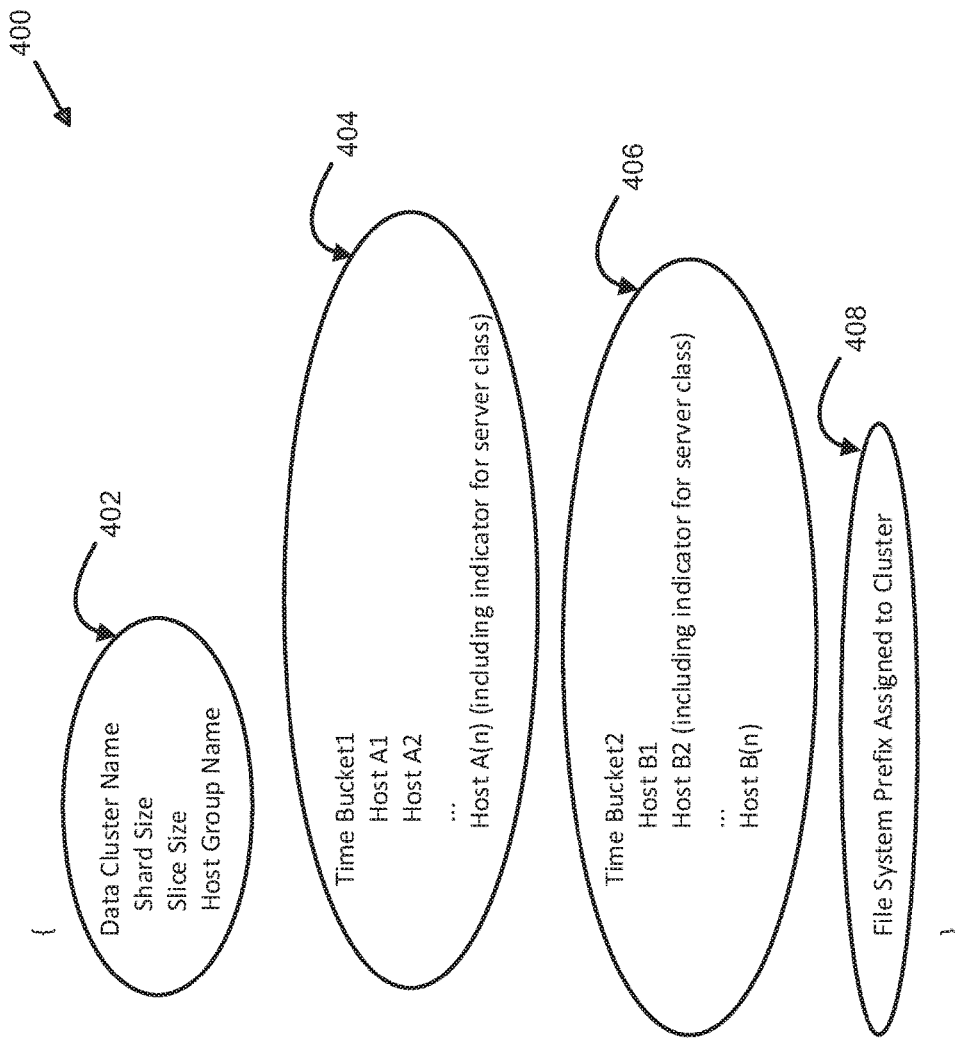 400
{
402
Data Cluster Name
Shard Size
Slice Size
Host Group Name
404
Time Bucket1
Host A1
Host A2
...
Host A(n) (including indicator for server class)
406
Time Bucket2
Host B1
Host B2 (including indicator for server class)
...
Host B(n)
408
File System Prefix Assigned to Cluster
}